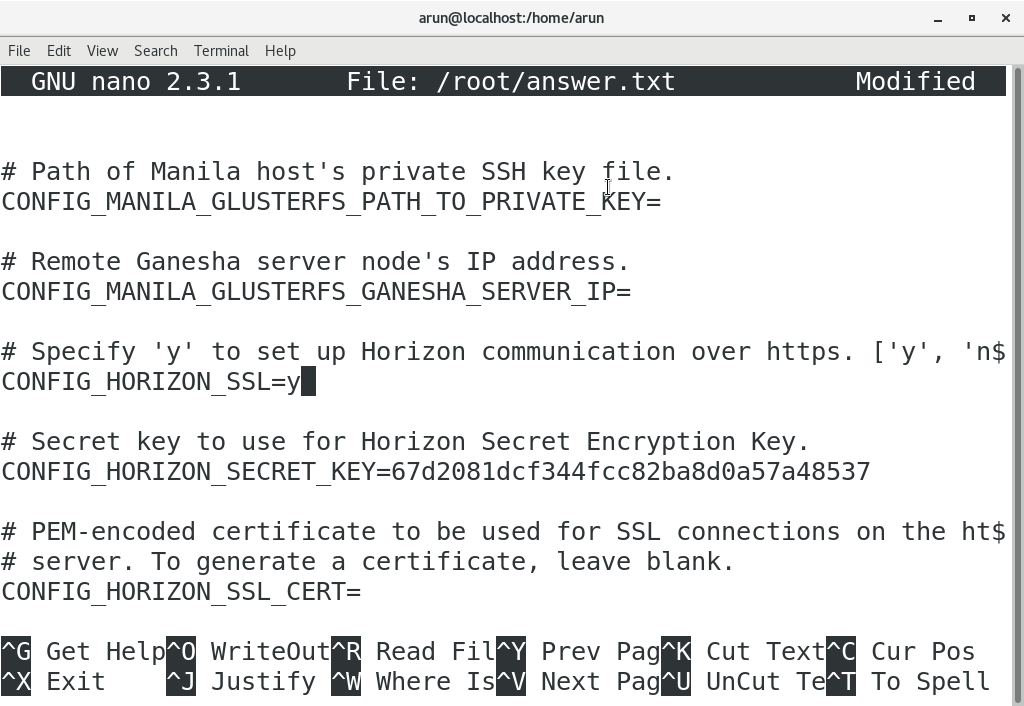 arun@localhost:/home/arun
File Edit View Search Terminal Help
GNU nano 2.3.1 File: /root/answer.txt Modified
# Path of Manila host's private SSH key file.
CONFIG_MANILA_GLUSTERFS_PATH_TO_PRIVATE_KEY=
# Remote Ganesha server node's IP address.
CONFIG_MANILA_GLUSTERFS_GANESHA_SERVER_IP=
# Specify 'y' to set up Horizon communication over https. ['y', 'n$
CONFIG_HORIZON_SSL=y
# Secret key to use for Horizon Secret Encryption Key.
CONFIG_HORIZON_SECRET_KEY=67d2081dcf344fcc82ba8d0a57a48537
# PEM-encoded certificate to be used for SSL connections on the ht$
# server. To generate a certificate, leave blank.
CONFIG_HORIZON_SSL_CERT=
^G Get Help^O WriteOut^R Read Fil^Y Prev Pag^K Cut Text^C Cur Pos
^X Exit ^J Justify ^W Where Is^V Next Pag^U UnCut Te^T To Spell